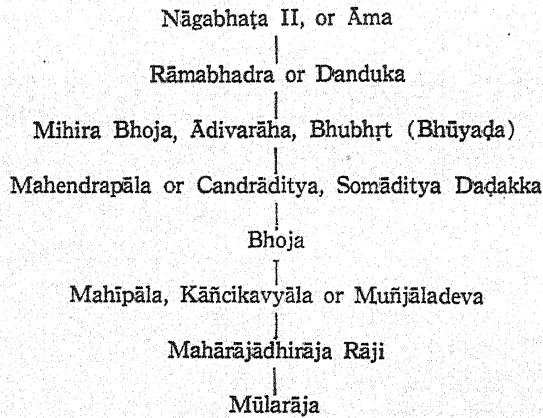 Nāgabhaṭa II, or Āma
Rāmabhadra or Danduka
Mihira Bhoja, Ādivarāha, Bhubhṛt (Bhūyaḍa)
Mahendrapāla or Candrāditya, Somāditya Daḍakka
Bhoja
Mahīpāla, Kāñcikavyāla or Muñjāladeva
Mahārājādhirāja Rāji
Mūlarāja